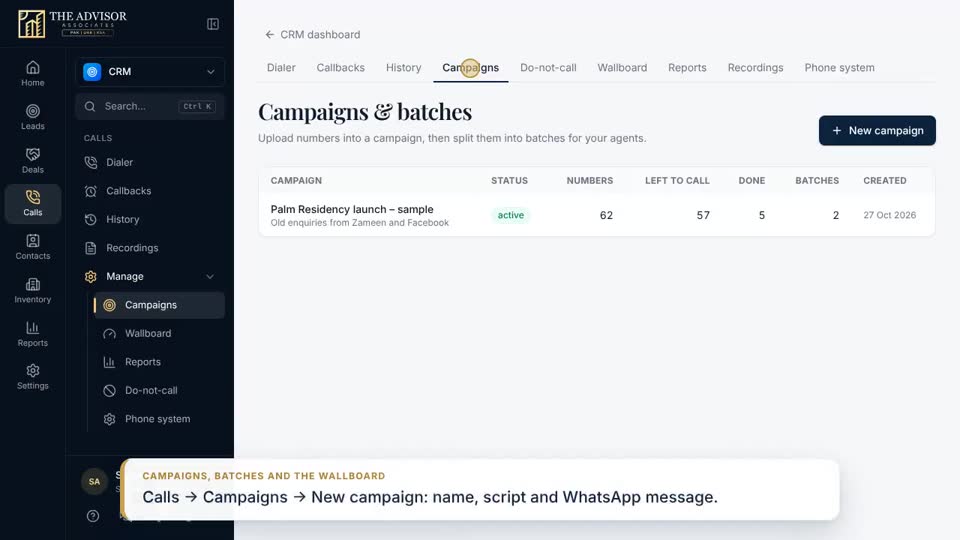 THE ADVISOR
ASSOCIATES
PAK | UAE | KSA
Home
Leads
Deals
Calls
Contacts
Inventory
Reports
Settings
CRM
Search... Ctrl K
CALLS
Dialer
Callbacks
History
Recordings
Manage
Campaigns
Wallboard
Reports
Do-not-call
Phone system
SA
← CRM dashboard
Dialer Callbacks History Campaigns Do-not-call Wallboard Reports Recordings Phone system
Campaigns & batches
Upload numbers into a campaign, then split them into batches for your agents.
+ New campaign
CAMPAIGN STATUS NUMBERS LEFT TO CALL DONE BATCHES CREATED
Palm Residency launch – sample active 62 57 5 2 27 Oct 2026
Old enquiries from Zameen and Facebook
CAMPAIGNS, BATCHES AND THE WALLBOARD
Calls → Campaigns → New campaign: name, script and WhatsApp message.